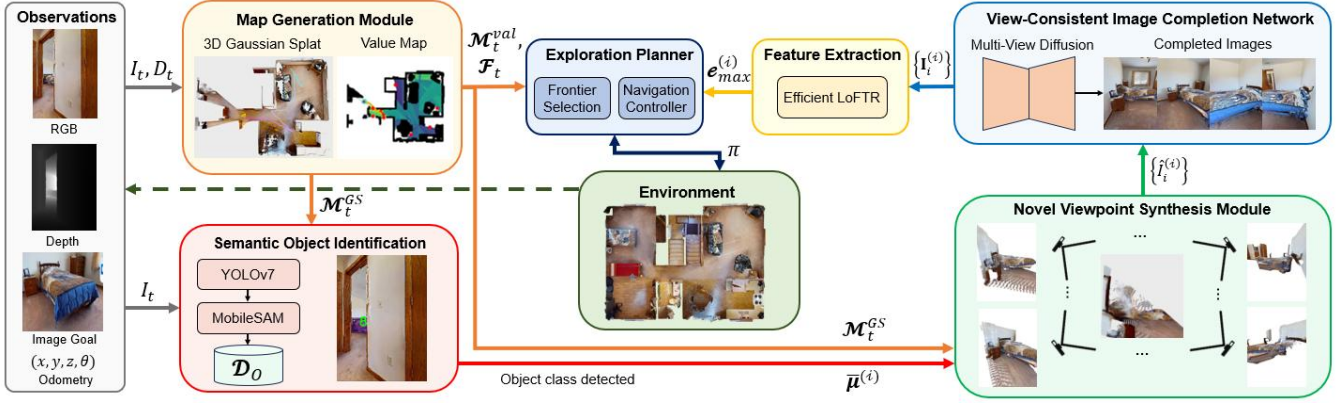 Observations
RGB
Depth
Image Goal
(x, y, z, θ)
Odometry
I_t, D_t
I_t
Map Generation Module
3D Gaussian Splat
Value Map
𝓜_t^{val},
𝓕_t
𝓜_t^{GS}
Semantic Object Identification
YOLOv7
MobileSAM
𝓓_O
Exploration Planner
Frontier
Selection
Navigation
Controller
π
Environment
e_{max}^{(i)}
Feature Extraction
Efficient LoFTR
{I_i^{(i)}}
View-Consistent Image Completion Network
Multi-View Diffusion
Completed Images
{Î_i^{(i)}}
Novel Viewpoint Synthesis Module
...
...
...
...
𝓜_t^{GS}
Object class detected
μ̄^{(i)}